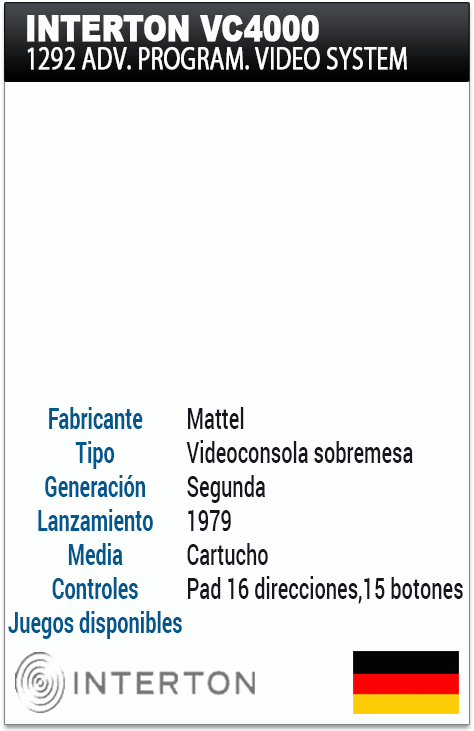 INTERTON VC4000
1292 ADV. PROGRAM. VIDEO SYSTEM
Fabricante Mattel
Tipo Videoconsola sobremesa
Generación Segunda
Lanzamiento 1979
Media Cartucho
Controles Pad 16 direcciones,15 botones
Juegos disponibles
INTERTON